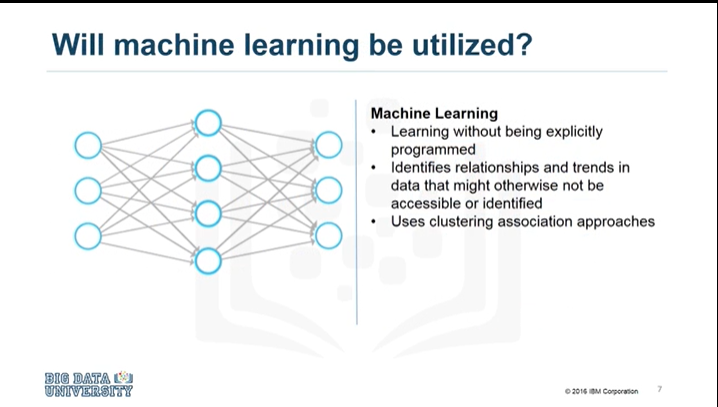 Will machine learning be utilized?
Machine Learning
• Learning without being explicitly
programmed
• Identifies relationships and trends in
data that might otherwise not be
accessible or identified
• Uses clustering association approaches
BIG DATA
UNIVERSITY
© 2016 IBM Corporation
7